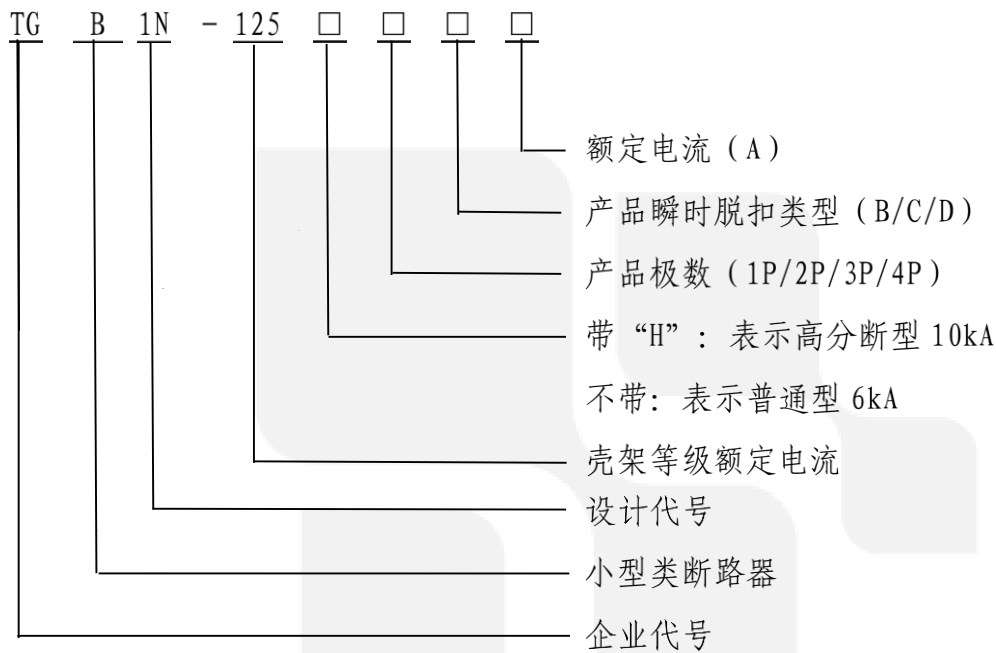 TG B 1N - 125 □ □ □ □
额定电流(A)
产品瞬时脱扣类型(B/C/D)
产品极数(1P/2P/3P/4P)
带“H”: 表示高分断型 10kA
不带: 表示普通型 6kA
壳架等级额定电流
设计代号
小型类断路器
企业代号